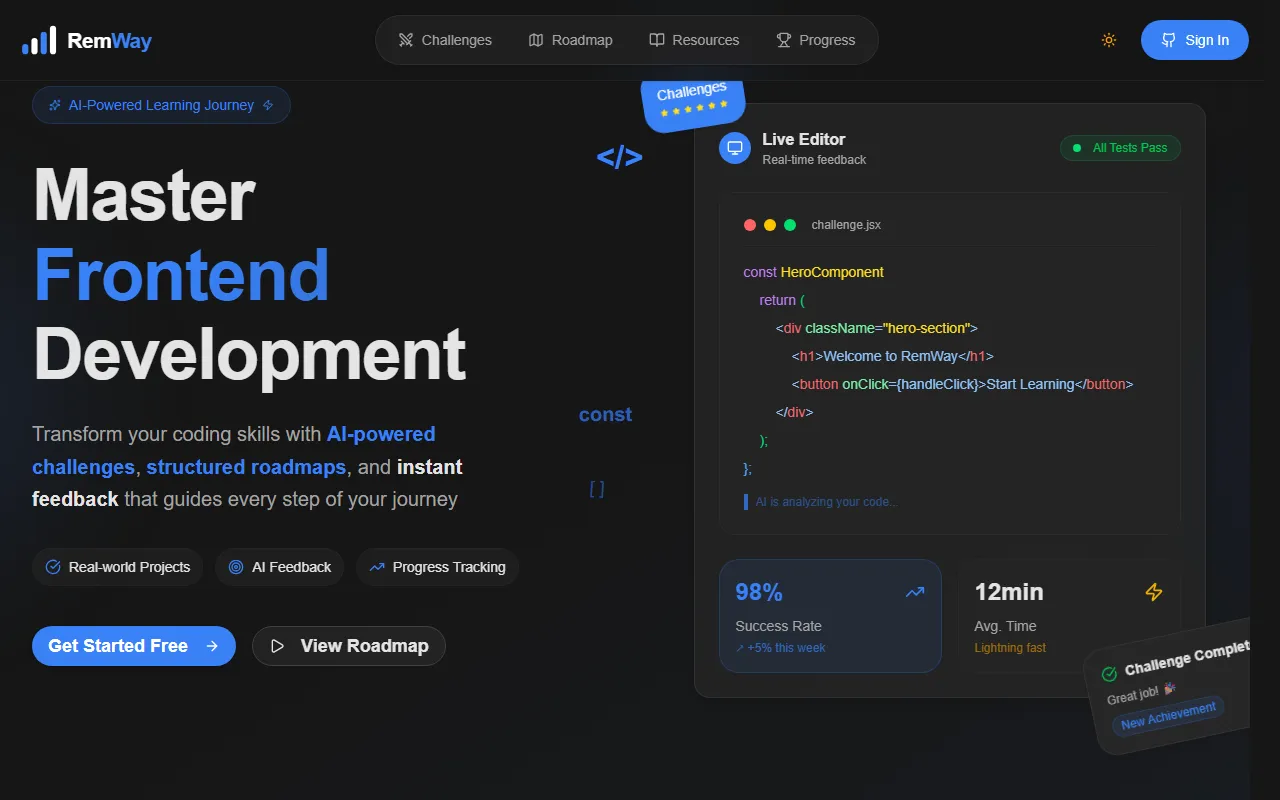 RemWay
Challenges
Roadmap
Resources
Progress
Sign In
AI-Powered Learning Journey
Master
Frontend
Development
Transform your coding skills with AI-powered
challenges, structured roadmaps, and instant
feedback that guides every step of your journey
Real-world Projects
AI Feedback
Progress Tracking
Get Started Free
View Roadmap
Challenges
</>
const
[ ]
Live Editor
Real-time feedback
All Tests Pass
challenge.jsx
const HeroComponent
return (
<div className="hero-section">
<h1>Welcome to RemWay</h1>
<button onClick={handleClick}>Start Learning</button>
</div>
);
};
AI is analyzing your code...
98%
Success Rate
↗ +5% this week
12min
Avg. Time
Lightning fast
Challenge Complet
Great job! 🎉
New Achievement